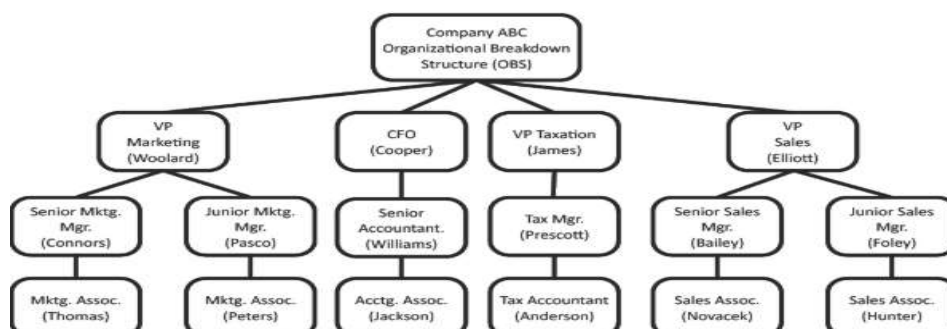 Company ABC
Organizational Breakdown
Structure (OBS)
VP
Marketing
(Woolard)
CFO
(Cooper)
VP Taxation
(James)
VP
Sales
(Elliott)
Senior Mktg.
Mgr.
(Connors)
Junior Mktg.
Mgr.
(Pasco)
Senior
Accountant.
(Williams)
Tax Mgr.
(Prescott)
Senior Sales
Mgr.
(Bailey)
Junior Sales
Mgr.
(Foley)
Mktg. Assoc.
(Thomas)
Mktg. Assoc.
(Peters)
Acctg. Assoc.
(Jackson)
Tax Accountant
(Anderson)
Sales Assoc.
(Novacek)
Sales Assoc.
(Hunter)